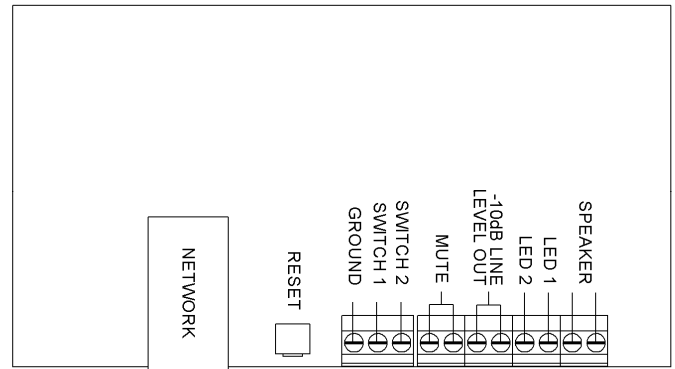 NETWORK
RESET
GROUND
SWITCH 1
SWITCH 2
MUTE
-10dB LINE
LEVEL OUT
LED 2
LED 1
SPEAKER